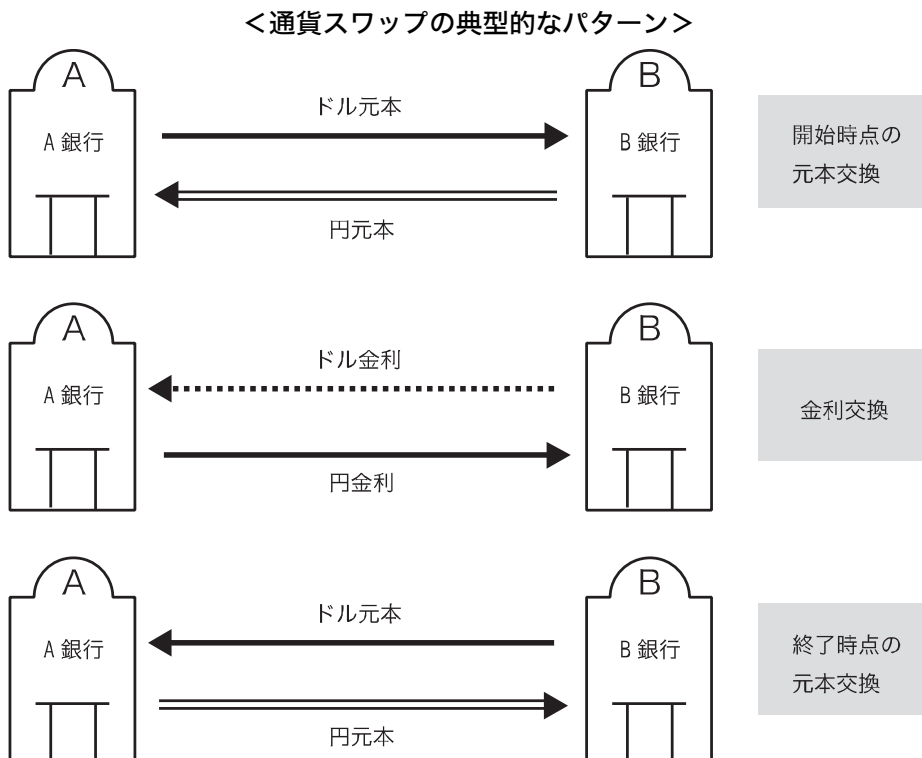 ＜通貨スワップの典型的なパターン＞
A
B
ドル元本
A 銀行
B 銀行
開始時点の
元本交換
円元本
A
B
ドル金利
A 銀行
B 銀行
金利交換
円金利
A
B
ドル元本
A 銀行
B 銀行
終了時点の
元本交換
円元本